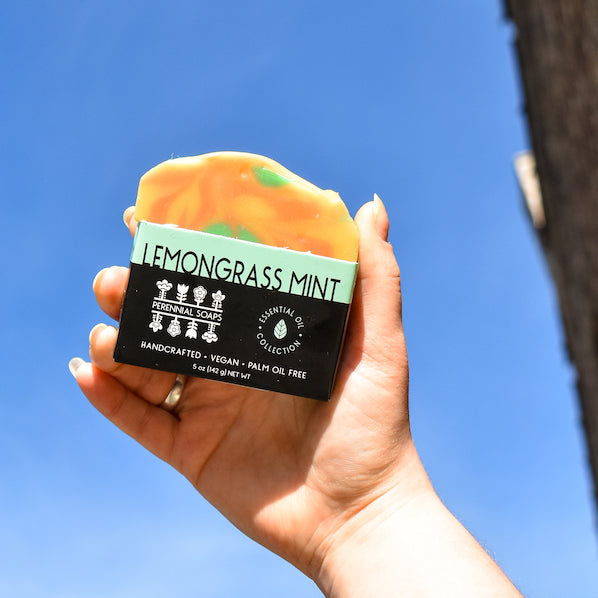 LEMONGRASS MINT
PERENNIAL SOAPS
ESSENTIAL OIL
COLLECTION
HANDCRAFTED • VEGAN • PALM OIL FREE
5 oz (142 g) NET WT